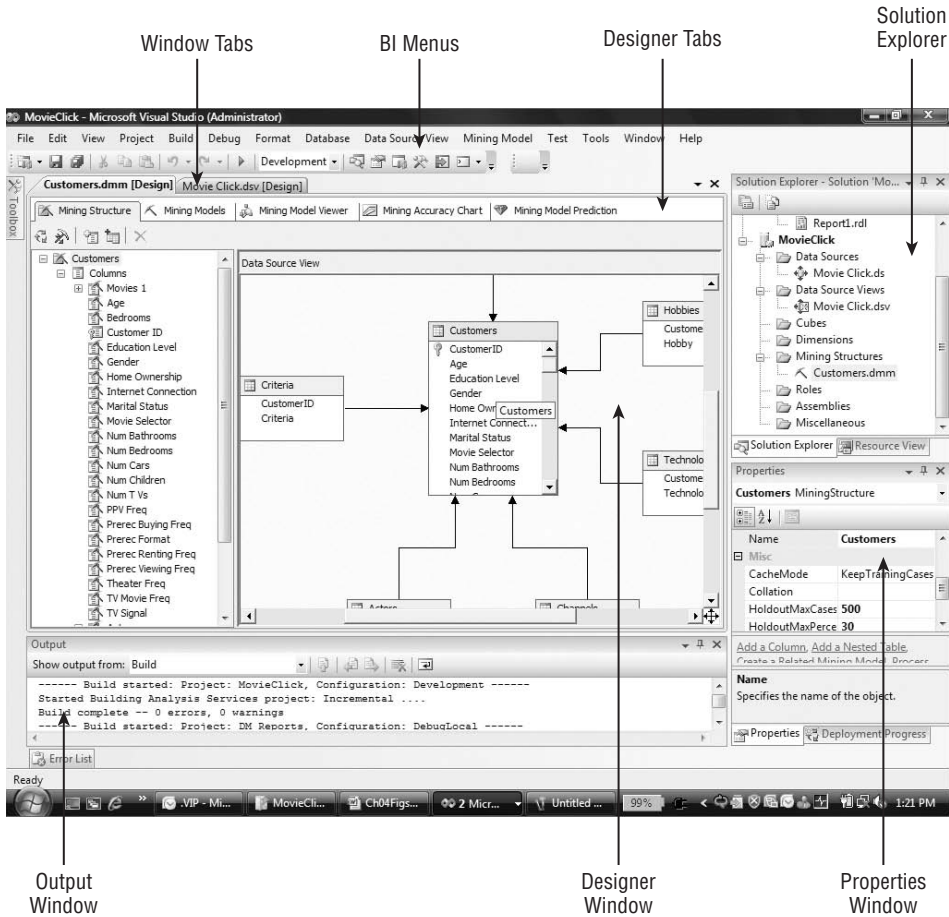 Solution
Explorer
Window Tabs
BI Menus
Designer Tabs
MovieClick - Microsoft Visual Studio (Administrator)
File Edit View Project Build Debug Format Database Data Source View Mining Model Test Tools Window Help
Development
Toolbox
Customers.dmm [Design] Movie Click.dsv [Design]
Mining Structure Mining Models Mining Model Viewer Mining Accuracy Chart Mining Model Prediction
Customers
Columns
Movies 1
Age
Bedrooms
Customer ID
Education Level
Gender
Home Ownership
Internet Connection
Marital Status
Movie Selector
Num Bathrooms
Num Bedrooms
Num Cars
Num Children
Num T Vs
PPV Freq
Prerec Buying Freq
Prerec Format
Prerec Renting Freq
Prerec Viewing Freq
Theater Freq
TV Movie Freq
TV Signal
Data Source View
Criteria
CustomerID
Criteria
Customers
CustomerID
Age
Education Level
Gender
Home Owr
Customers
Internet Connect...
Marital Status
Movie Selector
Num Bathrooms
Num Bedrooms
Hobbies
Custome
Hobby
Technolo
Custome
Technolo
Actors
Channels
Solution Explorer - Solution 'Mo...
Report1.rdl
MovieClick
Data Sources
Movie Click.ds
Data Source Views
Movie Click.dsv
Cubes
Dimensions
Mining Structures
Customers.dmm
Roles
Assemblies
Miscellaneous
Solution Explorer Resource View
Properties
Customers MiningStructure
Name Customers
Misc
CacheMode KeepTrainingCases
Collation
HoldoutMaxCases 500
HoldoutMaxPerce 30
Add a Column, Add a Nested Table,
Create a Related Mining Model, Process
Name
Specifies the name of the object.
Properties Deployment Progress
Output
Show output from: Build
------ Build started: Project: MovieClick, Configuration: Development ------
Started Building Analysis Services project: Incremental ....
Build complete -- 0 errors, 0 warnings
------ Build started: Project: DM Reports, Configuration: DebugLocal ------
Error List
Ready
.VIP - Mi... MovieCli... Ch04Figs... 2 Micr... Untitled ... 99% 1:21 PM
Output
Window
Designer
Window
Properties
Window